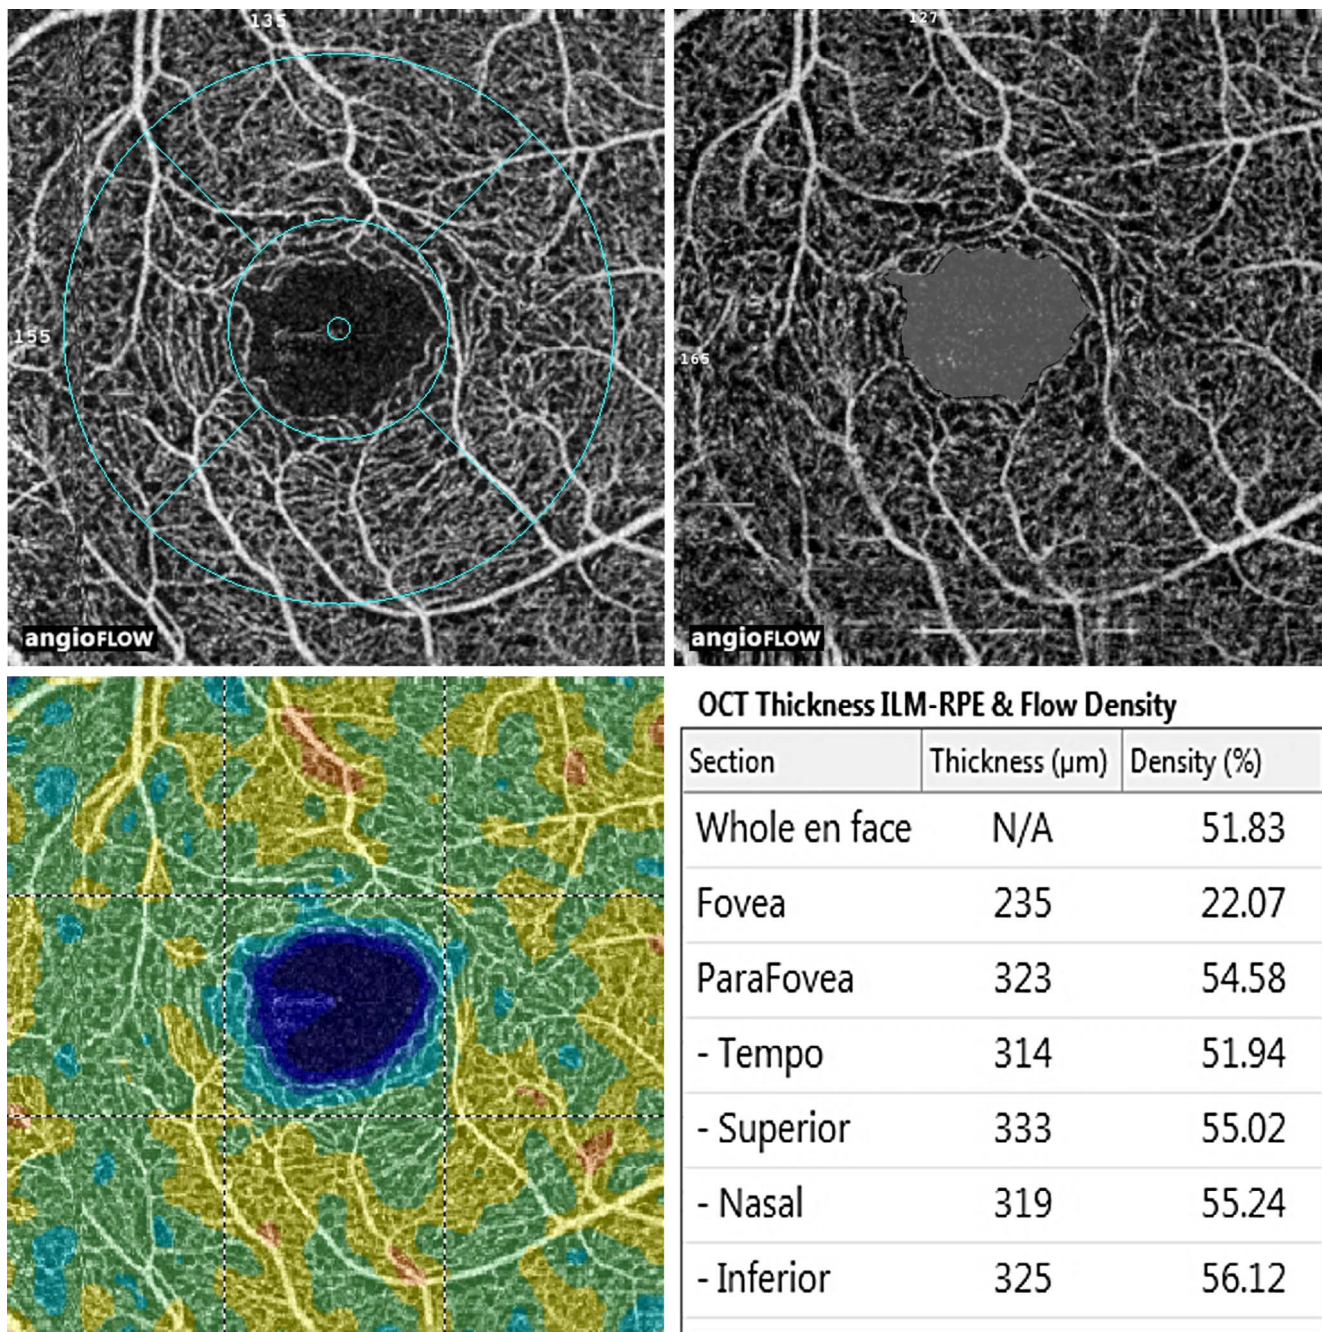 135
155
angioFLOW
127
165
angioFLOW
OCT Thickness ILM-RPE & Flow Density
Section Thickness (µm) Density (%)
Whole en face N/A 51.83
Fovea 235 22.07
ParaFovea 323 54.58
- Tempo 314 51.94
- Superior 333 55.02
- Nasal 319 55.24
- Inferior 325 56.12